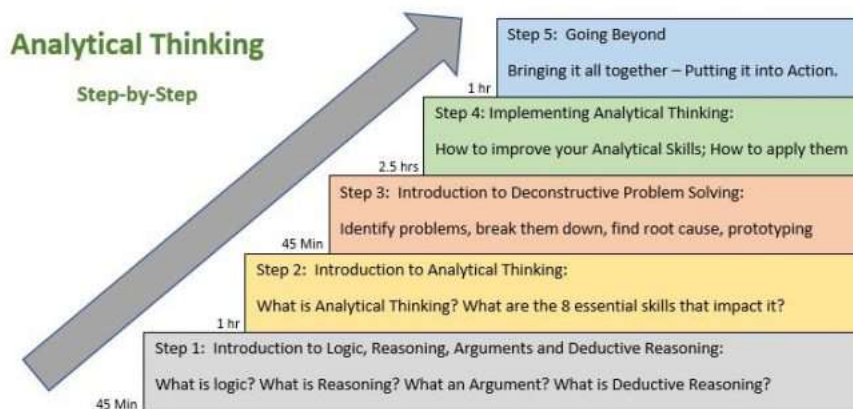 Analytical Thinking
Step-by-Step
Step 5: Going Beyond
Bringing it all together – Putting it into Action.
1 hr
Step 4: Implementing Analytical Thinking:
How to improve your Analytical Skills; How to apply them
2.5 hrs
Step 3: Introduction to Deconstructive Problem Solving:
Identify problems, break them down, find root cause, prototyping
45 Min
Step 2: Introduction to Analytical Thinking:
What is Analytical Thinking? What are the 8 essential skills that impact it?
1 hr
Step 1: Introduction to Logic, Reasoning, Arguments and Deductive Reasoning:
What is logic? What is Reasoning? What an Argument? What is Deductive Reasoning?
45 Min